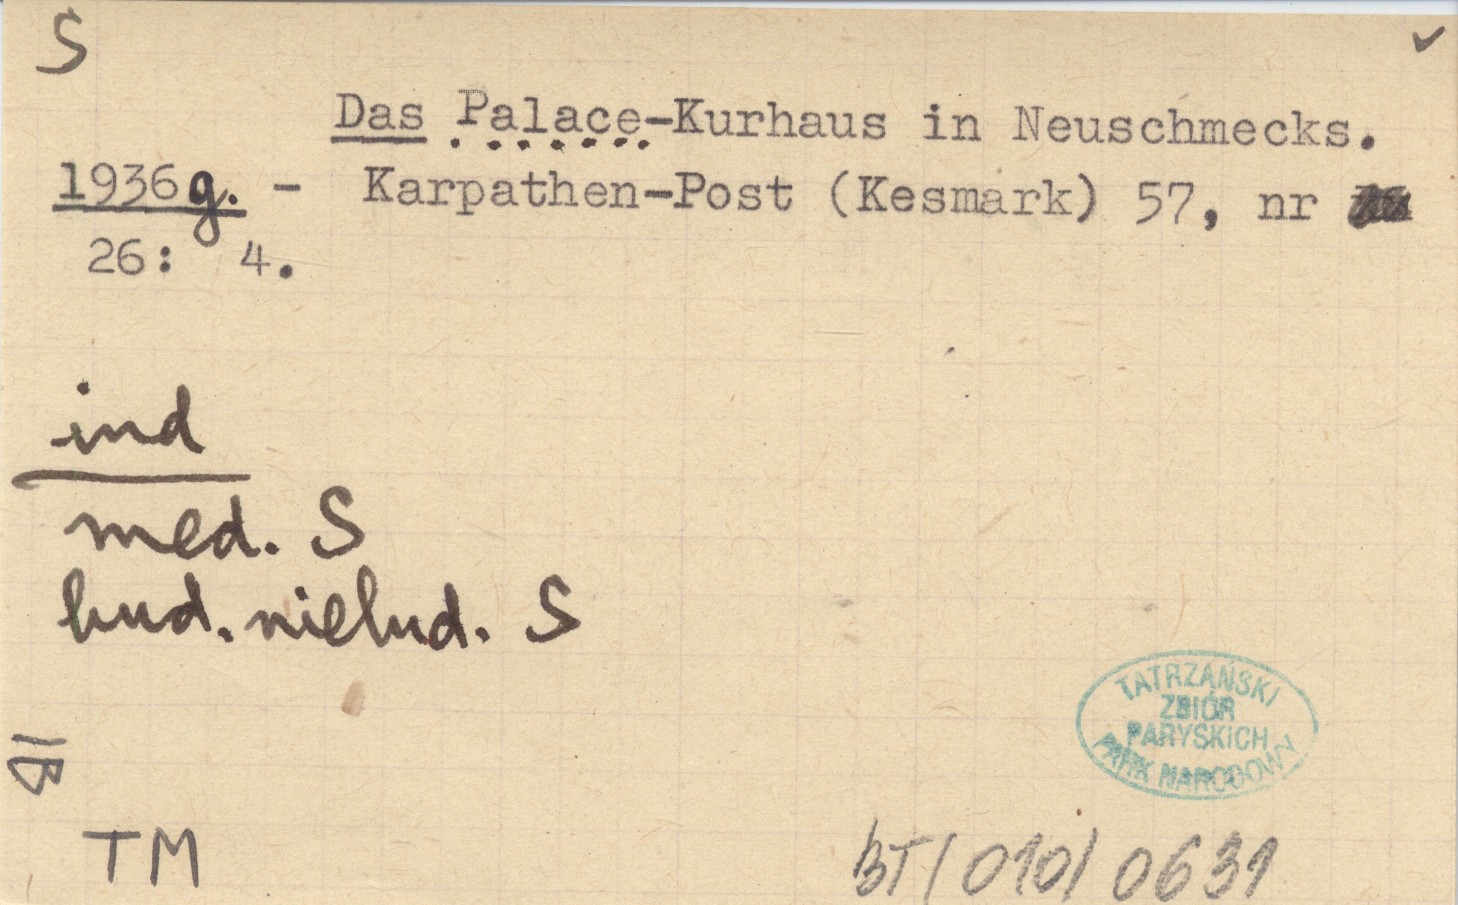 S ✓
Das Palace-Kurhaus in Neuschmecks.
1936g. - Karpathen-Post (Kesmark) 57, nr
26: 4.
ind
med. S
bud. nielud. S
TATRZAŃSKI
ZBIÓR
PARYSKICH
PARK NARODOWY
TM
BT/010/0631